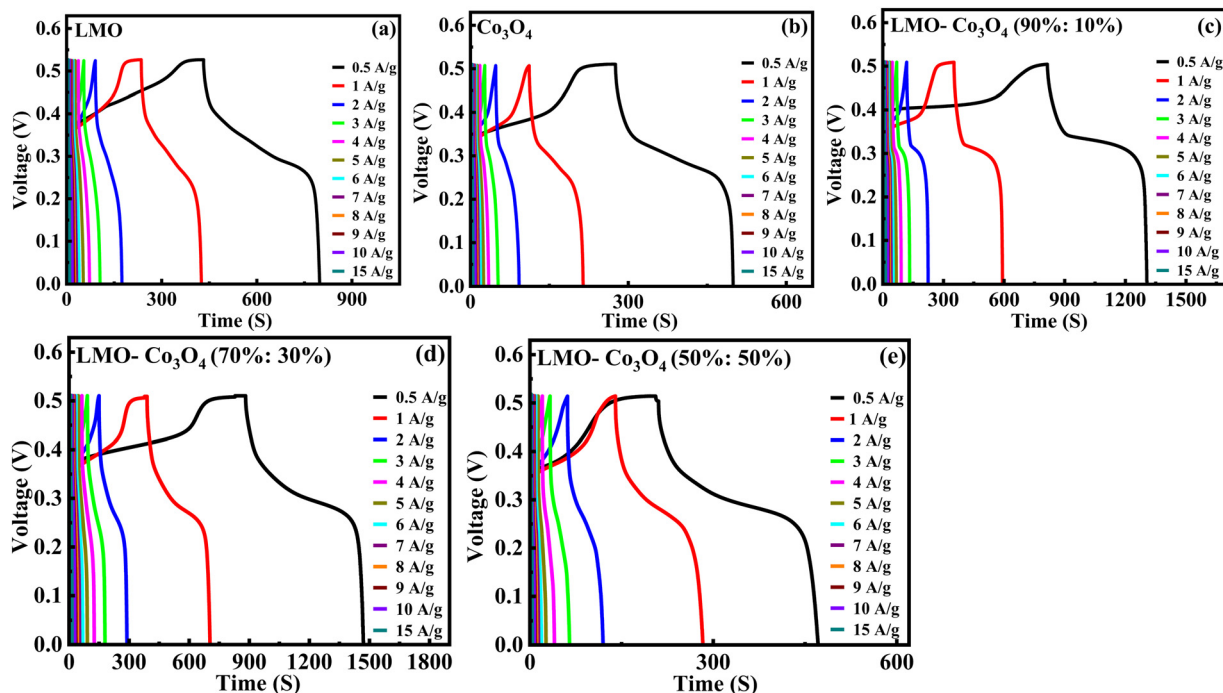 LMO (a)
0.6
0.5
0.4
0.3
0.2
0.1
0.0
Voltage (V)
0.5 A/g
1 A/g
2 A/g
3 A/g
4 A/g
5 A/g
6 A/g
7 A/g
8 A/g
9 A/g
10 A/g
15 A/g
0 300 600 900
Time (S)
Co₃O₄ (b)
0.6
0.5
0.4
0.3
0.2
0.1
0.0
Voltage (V)
0.5 A/g
1 A/g
2 A/g
3 A/g
4 A/g
5 A/g
6 A/g
7 A/g
8 A/g
9 A/g
10 A/g
15 A/g
0 300 600
Time (S)
LMO- Co₃O₄ (90%: 10%) (c)
0.6
0.5
0.4
0.3
0.2
0.1
0.0
Voltage (V)
0.5 A/g
1 A/g
2 A/g
3 A/g
4 A/g
5 A/g
6 A/g
7 A/g
8 A/g
9 A/g
10 A/g
15 A/g
0 300 600 900 1200 1500
Time (S)
LMO- Co₃O₄ (70%: 30%) (d)
0.6
0.5
0.4
0.3
0.2
0.1
0.0
Voltage (V)
0.5 A/g
1 A/g
2 A/g
3 A/g
4 A/g
5 A/g
6 A/g
7 A/g
8 A/g
9 A/g
10 A/g
15 A/g
0 300 600 900 1200 1500 1800
Time (S)
LMO- Co₃O₄ (50%: 50%) (e)
0.6
0.5
0.4
0.3
0.2
0.1
0.0
Voltage (V)
0.5 A/g
1 A/g
2 A/g
3 A/g
4 A/g
5 A/g
6 A/g
7 A/g
8 A/g
9 A/g
10 A/g
15 A/g
0 300 600
Time (S)